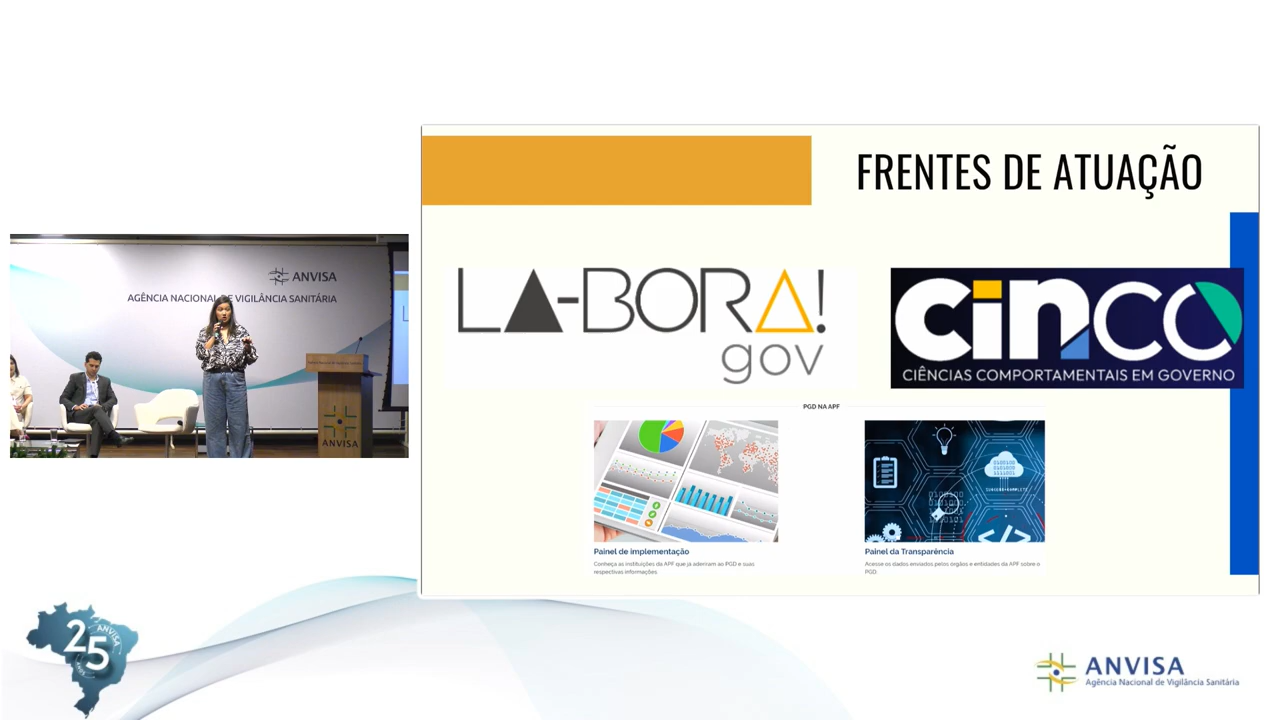 FRENTES DE ATUAÇÃO
LA-BORA!
gov
cinco
CIÊNCIAS COMPORTAMENTAIS EM GOVERNO
PGD NA APF
Painel de implementação
Conheça as instituições da APF que já aderiram ao PGD e suas
respectivas informações
Painel da Transparência
Acesse os dados enviados pelos órgãos e entidades da APF sobre o
PGD.
ANVISA
AGÊNCIA NACIONAL DE VIGILÂNCIA SANITÁRIA
ANVISA
25
ANVISA
ANVISA
Agência Nacional de Vigilância Sanitária